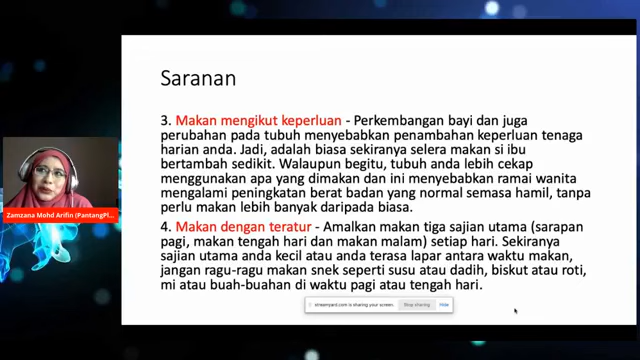 Saranan
3. Makan mengikut keperluan - Perkembangan bayi dan juga
perubahan pada tubuh menyebabkan penambahan keperluan tenaga
harian anda. Jadi, adalah biasa sekiranya selera makan si ibu
bertambah sedikit. Walaupun begitu, tubuh anda lebih cekap
menggunakan apa yang dimakan dan ini menyebabkan ramai wanita
mengalami peningkatan berat badan yang normal semasa hamil, tanpa
perlu makan lebih banyak daripada biasa.
4. Makan dengan teratur - Amalkan makan tiga sajian utama (sarapan
pagi, makan tengah hari dan makan malam) setiap hari. Sekiranya
sajian utama anda kecil atau anda terasa lapar antara waktu makan,
jangan ragu-ragu makan snek seperti susu atau dadih, biskut atau roti,
mi atau buah-buahan di waktu pagi atau tengah hari.
Zamzana Mohd Arifin (PantangPl...
streamyard.com is sharing your screen. Stop sharing Hide